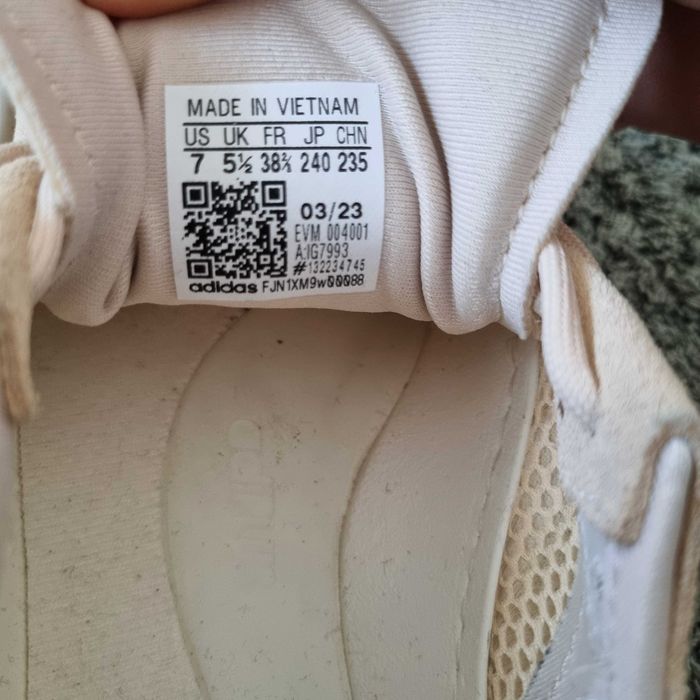 MADE IN VIETNAM
US UK FR JP CHN
7 5½ 38⅔ 240 235
03/23
EVM 004001
A:IG7993
#132234745
adidas FJN1XM9w00088